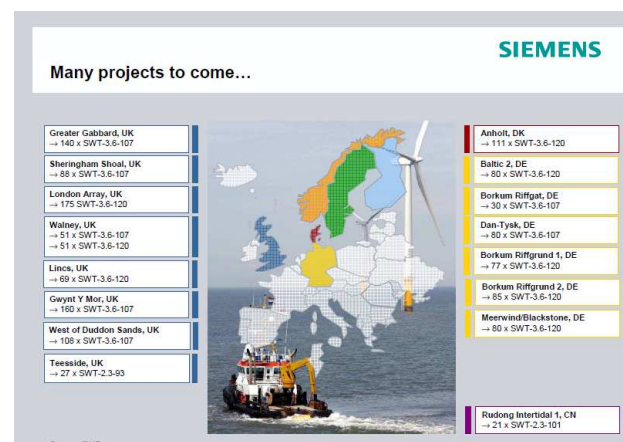 SIEMENS
Many projects to come…
Greater Gabbard, UK
→ 140 x SWT-3.6-107
Sheringham Shoal, UK
→ 88 x SWT-3.6-107
London Array, UK
→ 175 SWT-3.6-120
Walney, UK
→ 51 x SWT-3.6-107
→ 51 x SWT-3.6-120
Lincs, UK
→ 69 x SWT-3.6-120
Gwynt Y Mor, UK
→ 160 x SWT-3.6-107
West of Duddon Sands, UK
→ 108 x SWT-3.6-107
Teesside, UK
→ 27 x SWT-2.3-93
Anholt, DK
→ 111 x SWT-3.6-120
Baltic 2, DE
→ 80 x SWT-3.6-120
Borkum Riffgat, DE
→ 30 x SWT-3.6-107
Dan-Tysk, DE
→ 80 x SWT-3.6-107
Borkum Riffgrund 1, DE
→ 77 x SWT-3.6-120
Borkum Riffgrund 2, DE
→ 85 x SWT-3.6-120
Meerwind/Blackstone, DE
→ 80 x SWT-3.6-120
Rudong Intertidal 1, CN
→ 21 x SWT-2.3-101